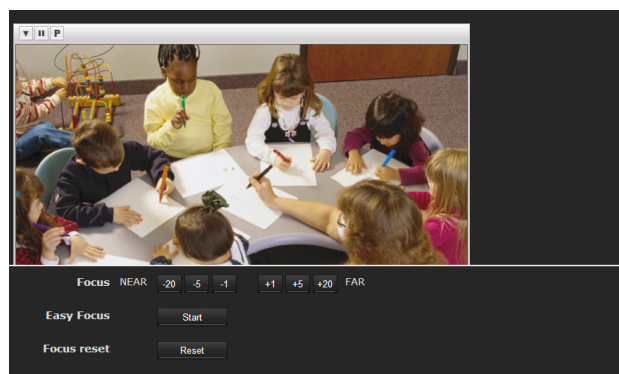 P
Focus NEAR -20 -5 -1 +1 +5 +20 FAR
Easy Focus Start
Focus reset Reset